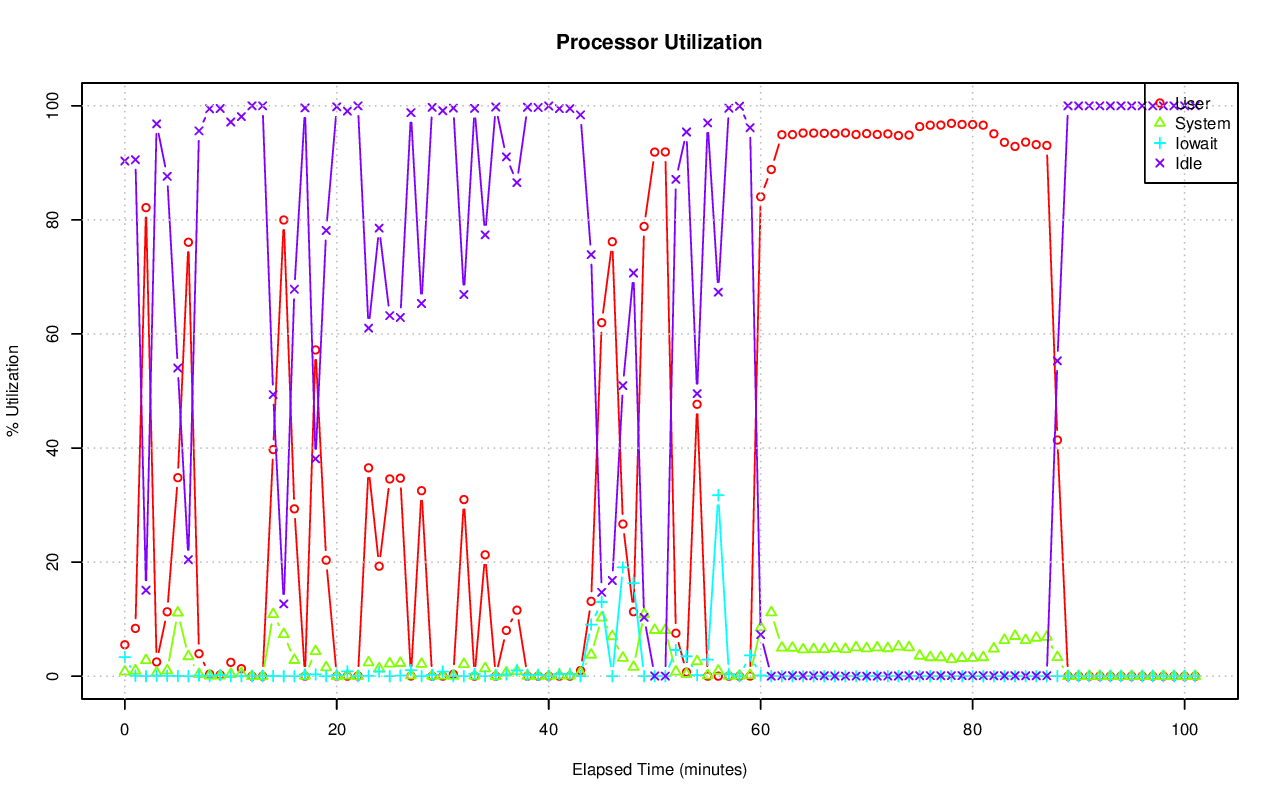 Processor Utilization
100
80
60
40
20
0
% Utilization
User
System
Iowait
Idle
0
20
40
60
80
100
Elapsed Time (minutes)